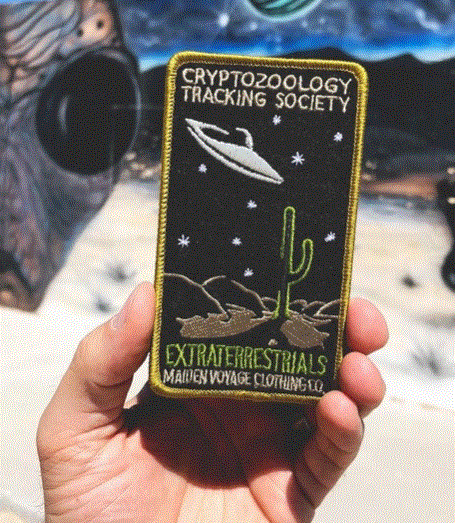 CRYPTOZOOLOGY
TRACKING SOCIETY
EXTRATERRESTRIALS
MAIDEN VOYAGE CLOTHING CO.